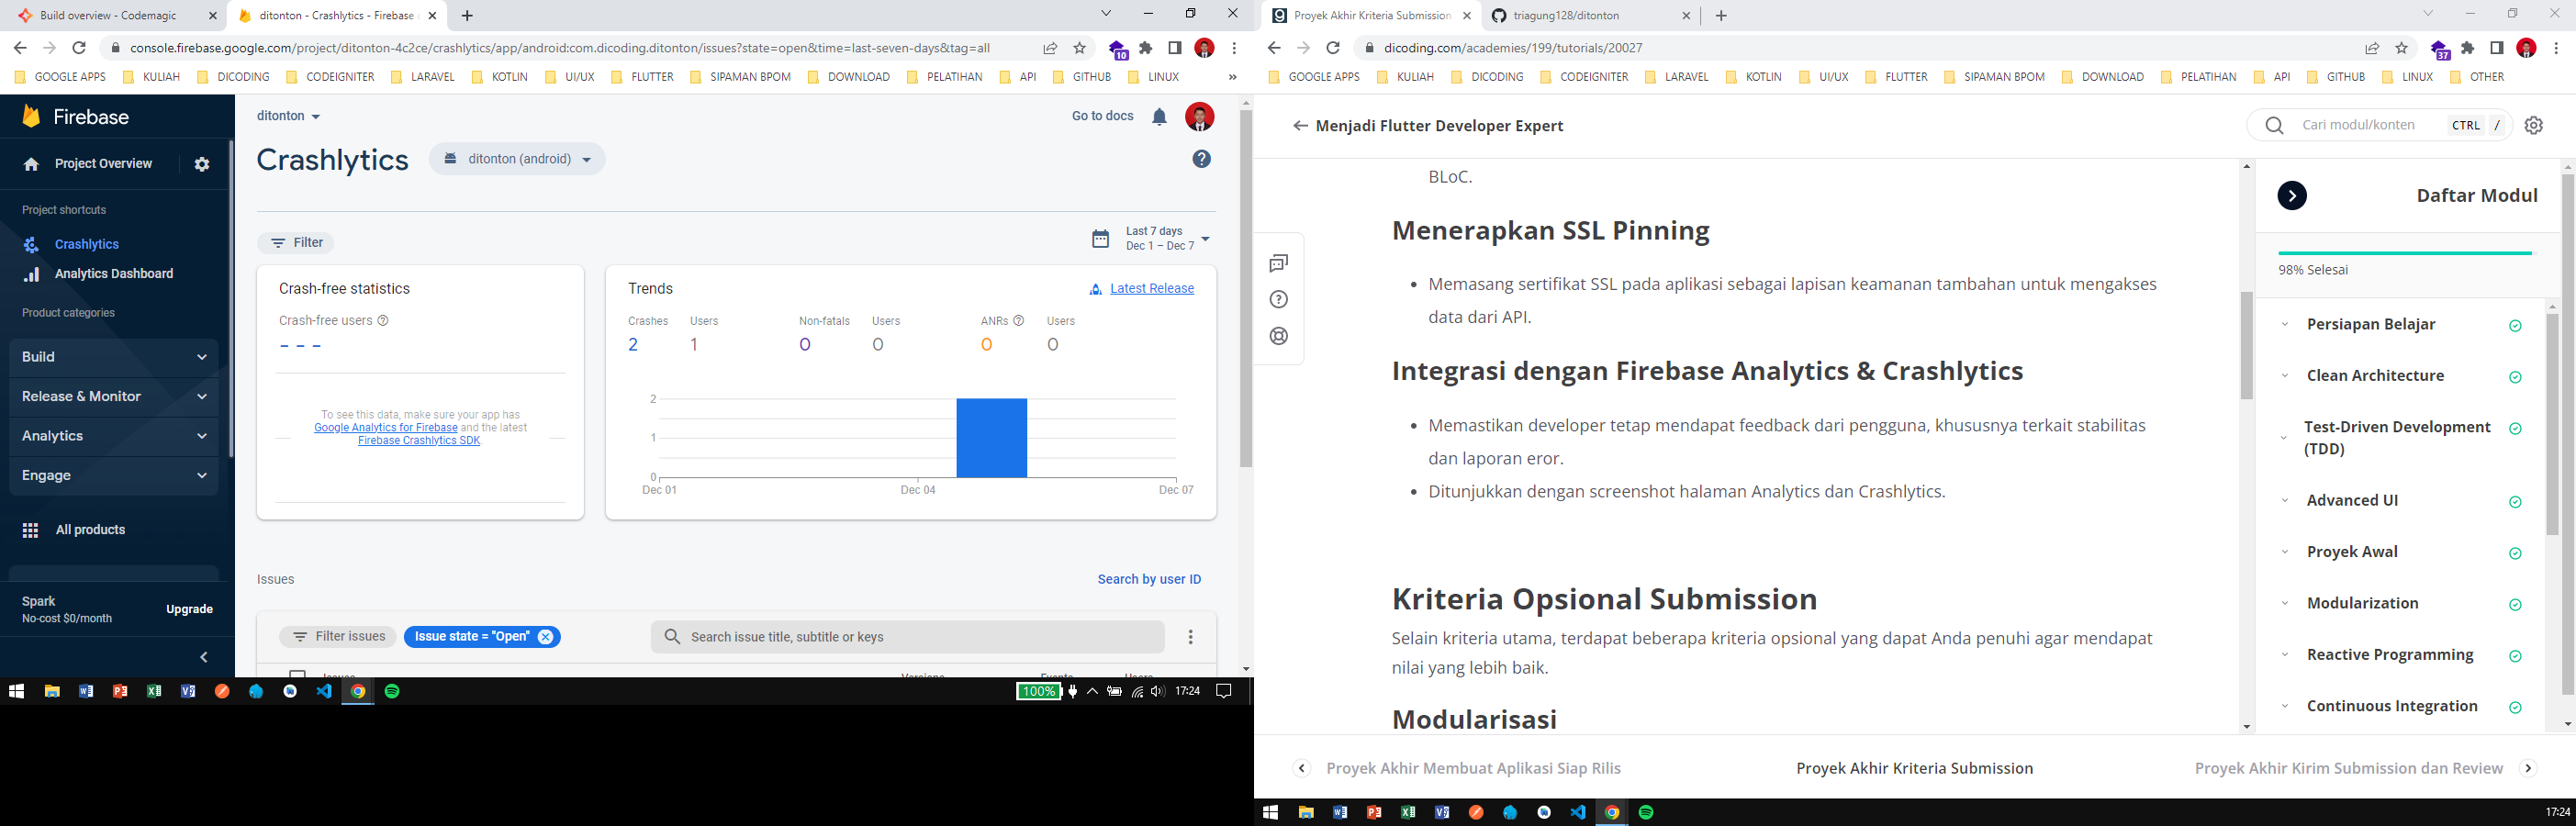 Build overview - Codemagic
ditonton - Crashlytics - Firebase
console.firebase.google.com/project/ditonton-4c2ce/crashlytics/app/android:com.dicoding.ditonton/issues?state=open&time=last-seven-days&tag=all
10
GOOGLE APPS KULIAH DICODING CODEIGNITER LARAVEL KOTLIN UI/UX FLUTTER SIPAMAN BPOM DOWNLOAD PELATIHAN API GITHUB LINUX »
Firebase
Project Overview
Project shortcuts
Crashlytics
Analytics Dashboard
Product categories
Build
Release & Monitor
Analytics
Engage
All products
Spark
No-cost $0/month
Upgrade
ditonton
Go to docs
Crashlytics
ditonton (android)
Filter
Last 7 days
Dec 1 – Dec 7
Crash-free statistics
Crash-free users
---
To see this data, make sure your app has
Google Analytics for Firebase and the latest
Firebase Crashlytics SDK.
Trends
Latest Release
Crashes Users Non-fatals Users ANRs Users
2 1 0 0 0 0
2
1
0
Dec 01 Dec 04 Dec 07
Issues
Search by user ID
Filter issues
Issue state = "Open"
Search issue title, subtitle or keys
Issues Versions Events Users
100%
17:24
Proyek Akhir Kriteria Submission
triagung128/ditonton
dicoding.com/academies/199/tutorials/20027
37
GOOGLE APPS KULIAH DICODING CODEIGNITER LARAVEL KOTLIN UI/UX FLUTTER SIPAMAN BPOM DOWNLOAD PELATIHAN API GITHUB LINUX OTHER
Menjadi Flutter Developer Expert
Cari modul/konten
CTRL /
BLoC.
Menerapkan SSL Pinning
• Memasang sertifikat SSL pada aplikasi sebagai lapisan keamanan tambahan untuk mengakses
data dari API.
Integrasi dengan Firebase Analytics & Crashlytics
• Memastikan developer tetap mendapat feedback dari pengguna, khususnya terkait stabilitas
dan laporan eror.
• Ditunjukkan dengan screenshot halaman Analytics dan Crashlytics.
Kriteria Opsional Submission
Selain kriteria utama, terdapat beberapa kriteria opsional yang dapat Anda penuhi agar mendapat
nilai yang lebih baik.
Modularisasi
Daftar Modul
98% Selesai
Persiapan Belajar
Clean Architecture
Test-Driven Development
(TDD)
Advanced UI
Proyek Awal
Modularization
Reactive Programming
Continuous Integration
Proyek Akhir Membuat Aplikasi Siap Rilis
Proyek Akhir Kriteria Submission
Proyek Akhir Kirim Submission dan Review
17:24